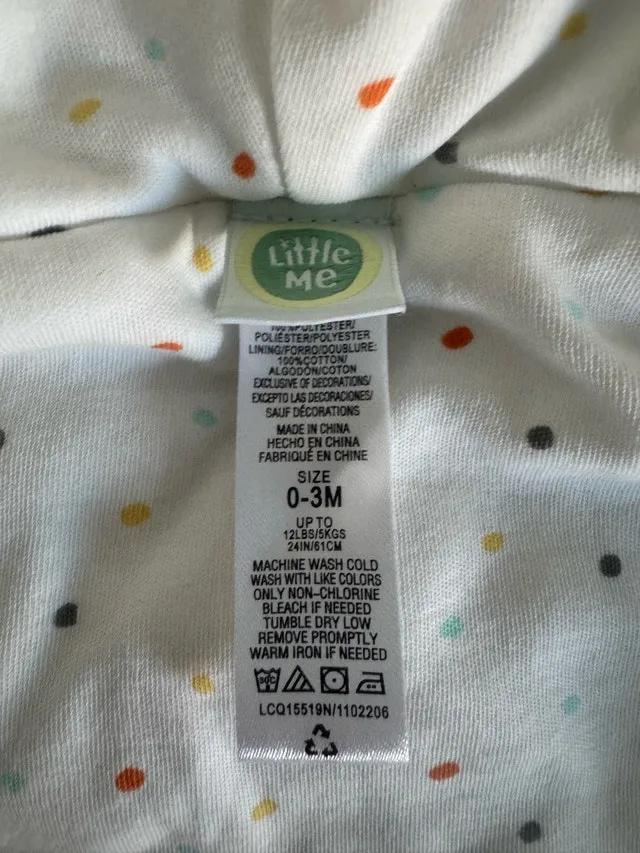 Little
Me
100%POLYESTER/
POLIÉSTER/POLYESTER
LINING/FORRO/DOUBLURE:
100%COTTON/
ALGODÓN/COTON
EXCLUSIVE OF DECORATIONS/
EXCEPTO LAS DECORACIONES/
SAUF DÉCORATIONS
MADE IN CHINA
HECHO EN CHINA
FABRIQUÉ EN CHINE
SIZE
0-3M
UP TO
12LBS/5KGS
24IN/61CM
MACHINE WASH COLD
WASH WITH LIKE COLORS
ONLY NON-CHLORINE
BLEACH IF NEEDED
TUMBLE DRY LOW
REMOVE PROMPTLY
WARM IRON IF NEEDED
30C
LCQ15519N/1102206